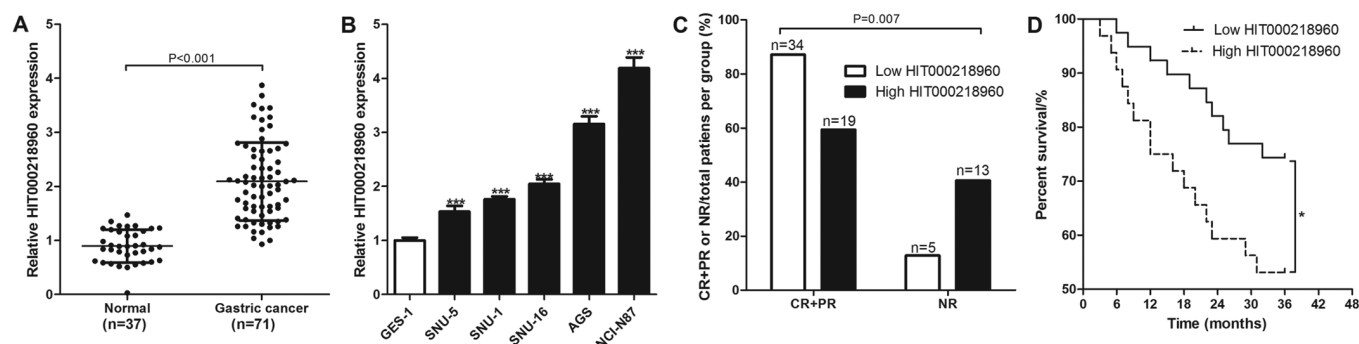 A
Relative HIT000218960 expression
5
4
3
2
1
0
P<0.001
Normal
(n=37)
Gastric cancer
(n=71)
B
Relative HIT000218960 expression
5
4
3
2
1
0
***
***
***
***
***
GES-1
SNU-5
SNU-1
SNU-16
AGS
NCI-N87
C
CR+PR or NR/total patiens per group (%)
100
80
60
40
20
0
P=0.007
n=34
n=19
n=5
n=13
Low HIT000218960
High HIT000218960
CR+PR
NR
D
Percent survival/%
100
90
80
70
60
50
Low HIT000218960
High HIT000218960
*
0
6
12
18
24
30
36
42
48
Time (months)